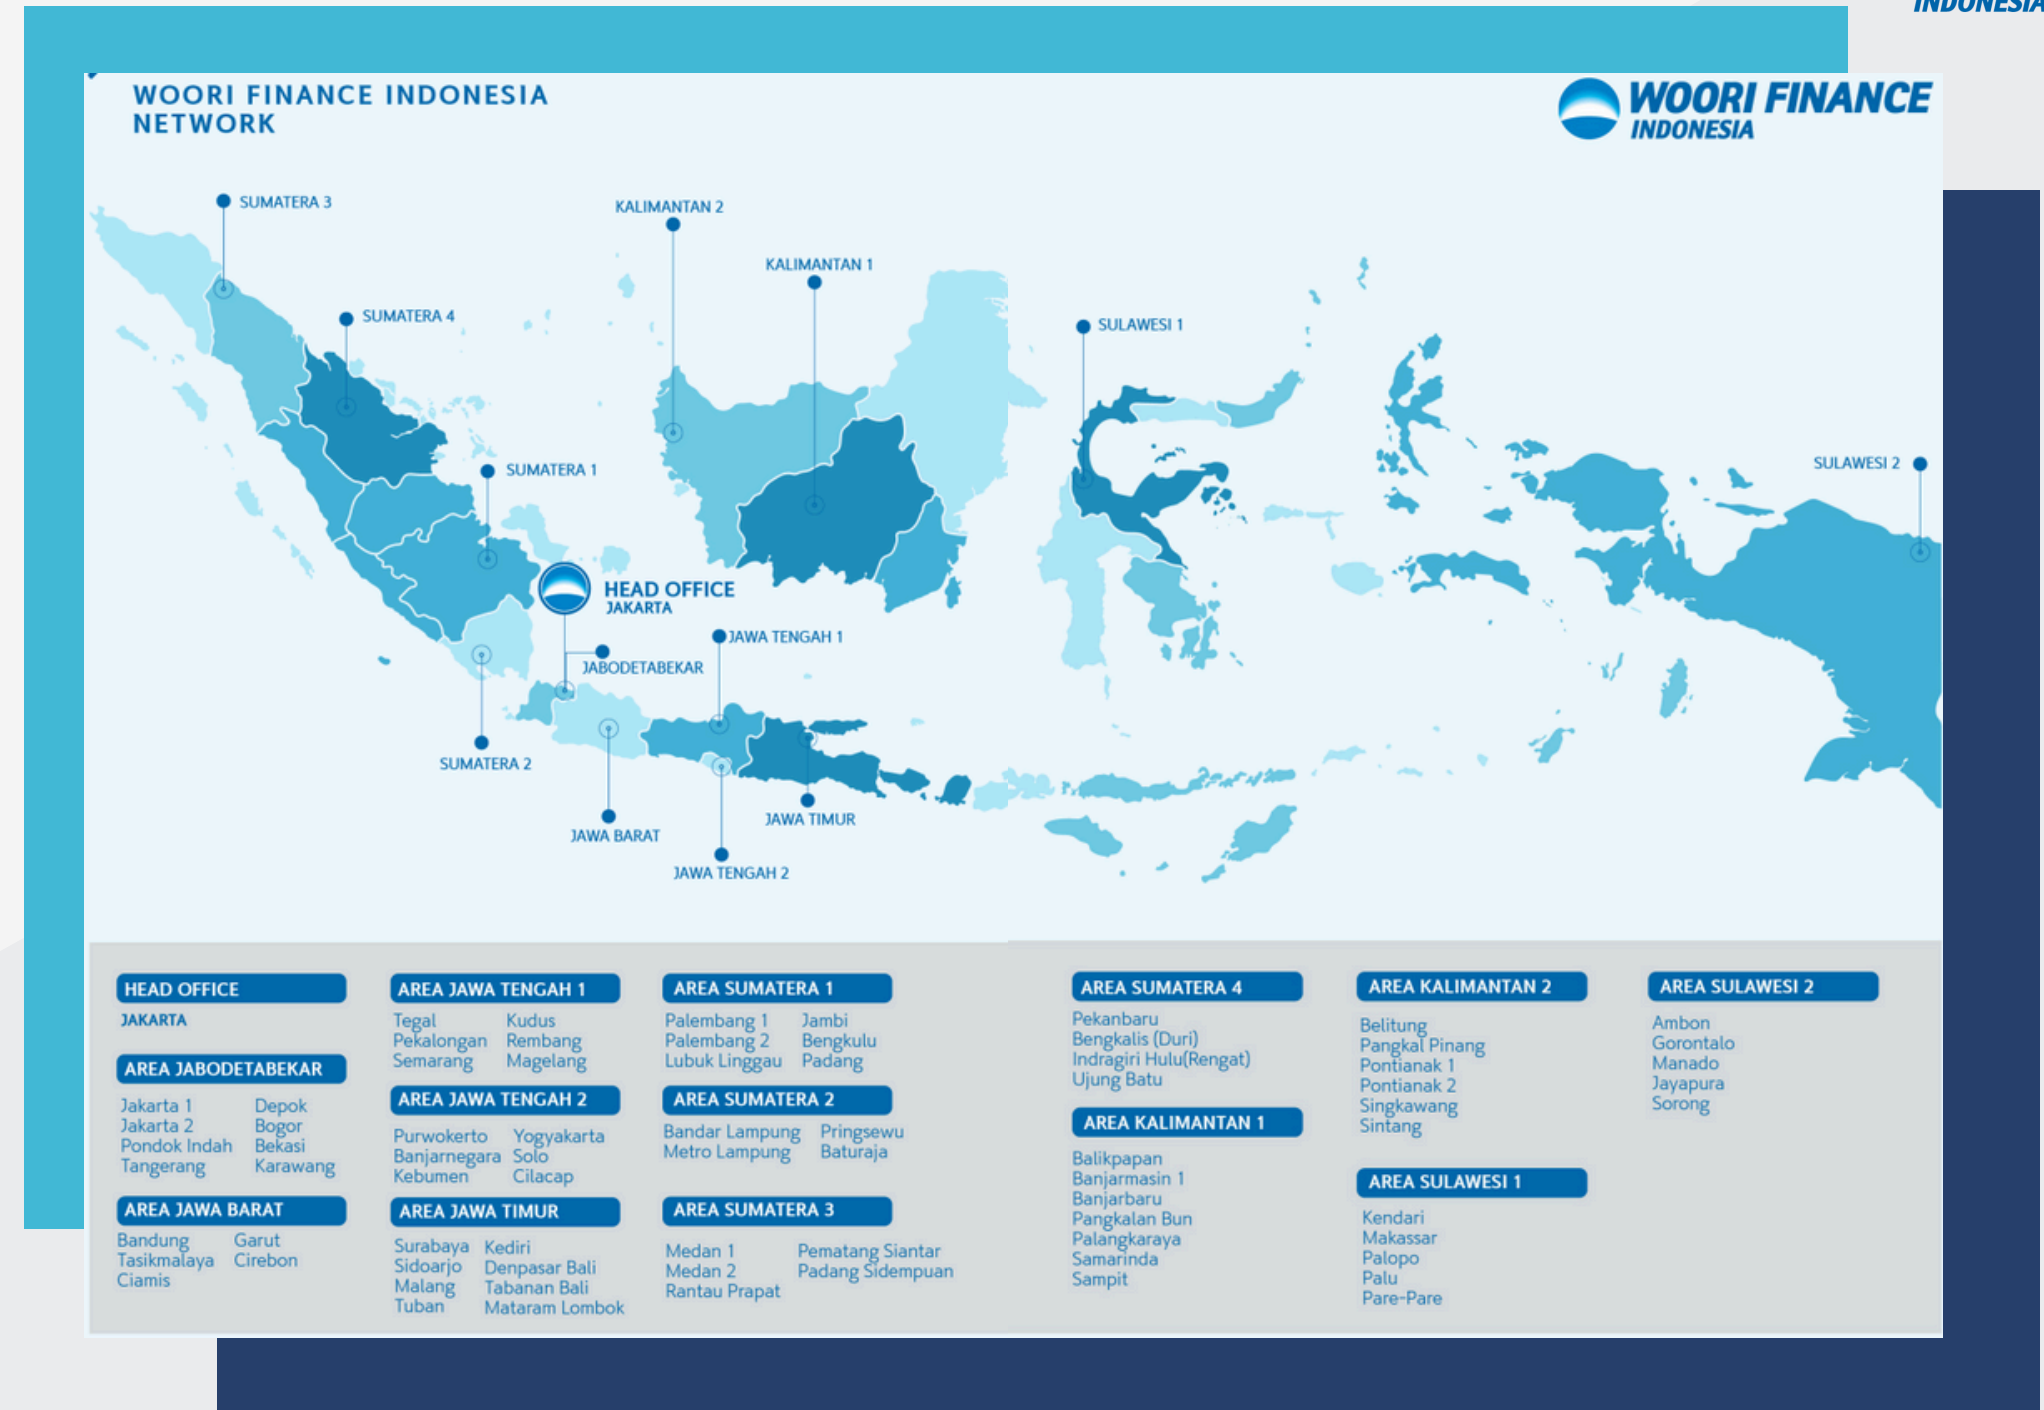 INDONESIA
WOORI FINANCE INDONESIA
NETWORK
WOORI FINANCE
INDONESIA
SUMATERA 3
KALIMANTAN 2
KALIMANTAN 1
SUMATERA 4
SULAWESI 1
SUMATERA 1
SULAWESI 2
HEAD OFFICE
JAKARTA
JAWA TENGAH 1
JABODETABEKAR
SUMATERA 2
JAWA TIMUR
JAWA BARAT
JAWA TENGAH 2
HEAD OFFICE
JAKARTA
AREA JABODETABEKAR
Jakarta 1 Depok
Jakarta 2 Bogor
Pondok Indah Bekasi
Tangerang Karawang
AREA JAWA BARAT
Bandung Garut
Tasikmalaya Cirebon
Ciamis
AREA JAWA TENGAH 1
Tegal Kudus
Pekalongan Rembang
Semarang Magelang
AREA JAWA TENGAH 2
Purwokerto Yogyakarta
Banjarnegara Solo
Kebumen Cilacap
AREA JAWA TIMUR
Surabaya Kediri
Sidoarjo Denpasar Bali
Malang Tabanan Bali
Tuban Mataram Lombok
AREA SUMATERA 1
Palembang 1 Jambi
Palembang 2 Bengkulu
Lubuk Linggau Padang
AREA SUMATERA 2
Bandar Lampung Pringsewu
Metro Lampung Baturaja
AREA SUMATERA 3
Medan 1 Pematang Siantar
Medan 2 Padang Sidempuan
Rantau Prapat
AREA SUMATERA 4
Pekanbaru
Bengkalis (Duri)
Indragiri Hulu(Rengat)
Ujung Batu
AREA KALIMANTAN 1
Balikpapan
Banjarmasin 1
Banjarbaru
Pangkalan Bun
Palangkaraya
Samarinda
Sampit
AREA KALIMANTAN 2
Belitung
Pangkal Pinang
Pontianak 1
Pontianak 2
Singkawang
Sintang
AREA SULAWESI 1
Kendari
Makassar
Palopo
Palu
Pare-Pare
AREA SULAWESI 2
Ambon
Gorontalo
Manado
Jayapura
Sorong